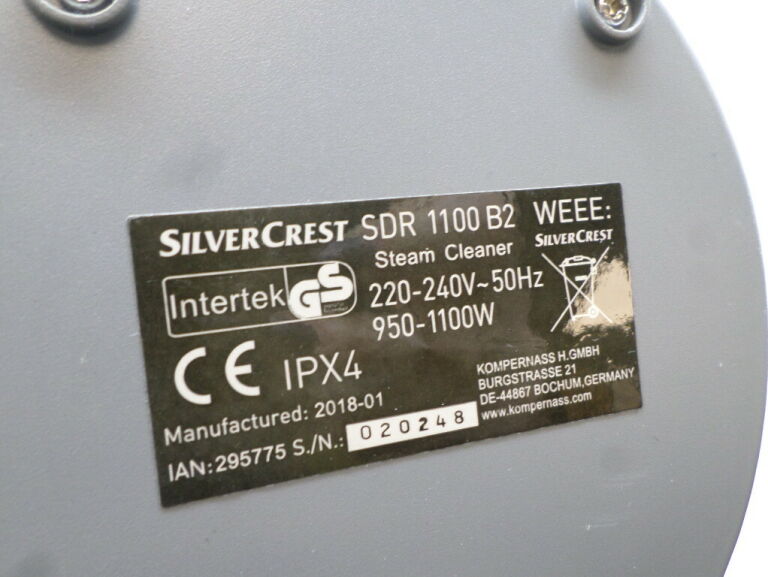 SILVERCREST SDR 1100 B2 WEEE:
Steam Cleaner SILVERCREST
Intertek GS 220-240V~50Hz
950-1100W
CE IPX4
KOMPERNASS H.GMBH
BURGSTRASSE 21
DE-44867 BOCHUM,GERMANY
www.kompernass.com
Manufactured: 2018-01
IAN:295775 S./N.: 020248